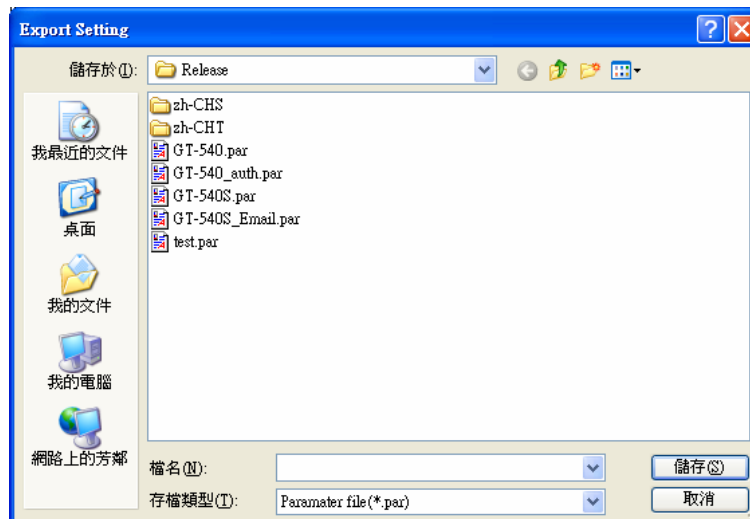 Export Setting
儲存於(I):
Release
我最近的文件
桌面
我的文件
我的電腦
網路上的芳鄰
zh-CHS
zh-CHT
GT-540.par
GT-540_auth.par
GT-540S.par
GT-540S_Email.par
test.par
檔名(N):
儲存(S)
存檔類型(T):
Paramater file(*.par)
取消